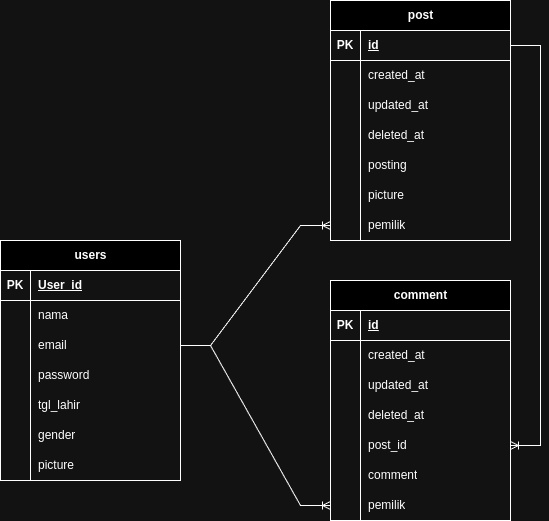 post
PK id
created_at
updated_at
deleted_at
posting
picture
pemilik
users
PK User_id
nama
email
password
tgl_lahir
gender
picture
comment
PK id
created_at
updated_at
deleted_at
post_id
comment
pemilik